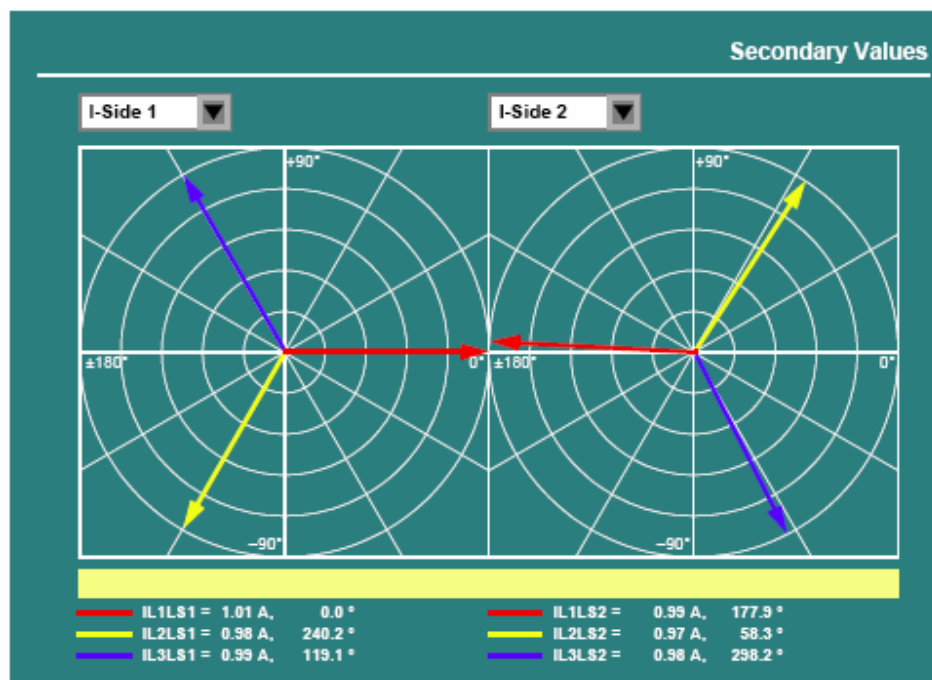 Secondary Values
I-Side 1
I-Side 2
+90°
+90°
±180°
0°
±180°
0°
–90°
–90°
IL1LS1 = 1.01 A, 0.0 °
IL2LS1 = 0.98 A, 240.2 °
IL3LS1 = 0.99 A, 119.1 °
IL1LS2 = 0.99 A, 177.9 °
IL2LS2 = 0.97 A, 58.3 °
IL3LS2 = 0.98 A, 298.2 °